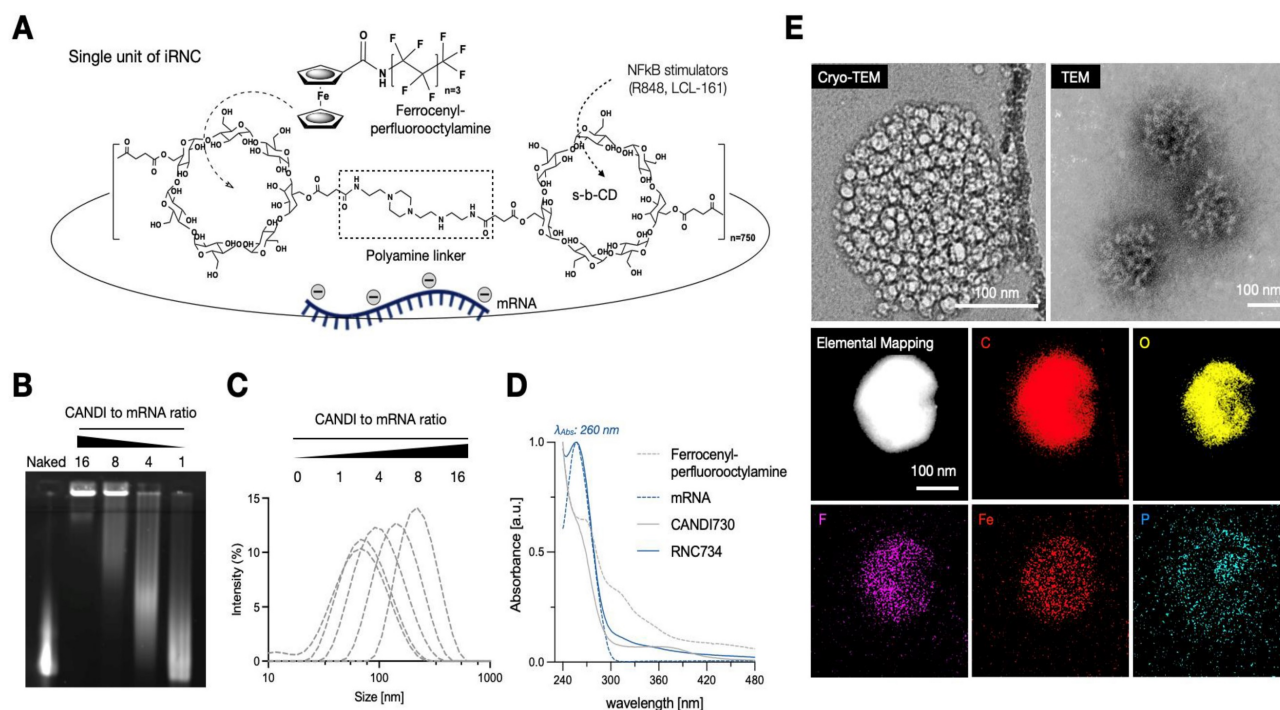 A
Single unit of iRNC
O
N
H
Fe
F F F F F F F F F
n=3
Ferrocenyl-
perfluorooctylamine
NFkB stimulators
(R848, LCL-161)
s-b-CD
n=750
Polyamine linker
mRNA
B
CANDI to mRNA ratio
Naked 16 8 4 1
C
CANDI to mRNA ratio
0 1 4 8 16
15
10
5
0
Intensity (%)
10 100 1000
Size [nm]
D
λAbs: 260 nm
Ferrocenyl-
perfluorooctylamine
mRNA
CANDI730
RNC734
1.0
0.5
0.0
Absorbance [a.u.]
240 300 360 420 480
wavelength [nm]
E
Cryo-TEM
100 nm
TEM
100 nm
Elemental Mapping
100 nm
C
O
F
Fe
P